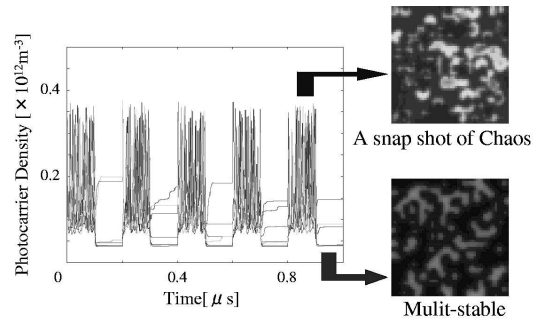 Photocarrier Density [×10¹²m⁻³]
0.4
0.2
0
0.4
0.8
Time[μs]
A snap shot of Chaos
Mulit-stable